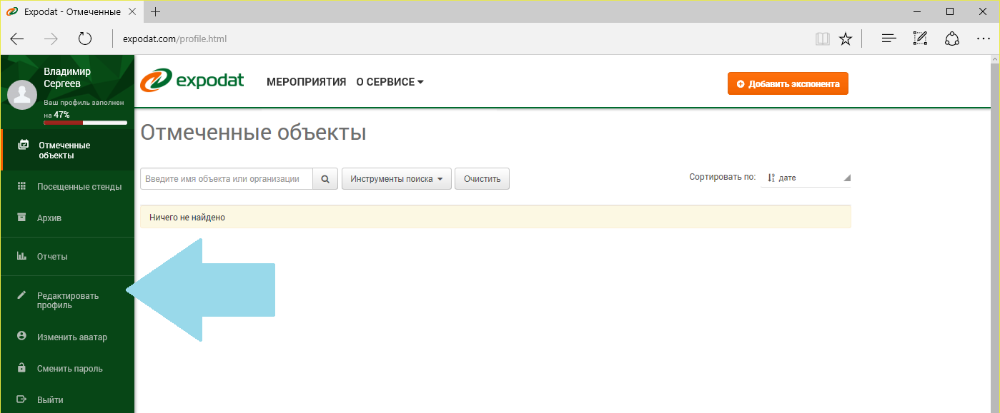 Expodat - Отмеченные
expodat.com/profile.html
Владимир
Сергеев
Ваш профиль заполнен
на 47%
Отмеченные
объекты
Посещенные стенды
Архив
Отчеты
Редактировать
профиль
Изменить аватар
Сменить пароль
Выйти
expodat МЕРОПРИЯТИЯ О СЕРВИСЕ
Добавить экспонента
Отмеченные объекты
Введите имя объекта или организации
Инструменты поиска
Очистить
Сортировать по: дате
Ничего не найдено